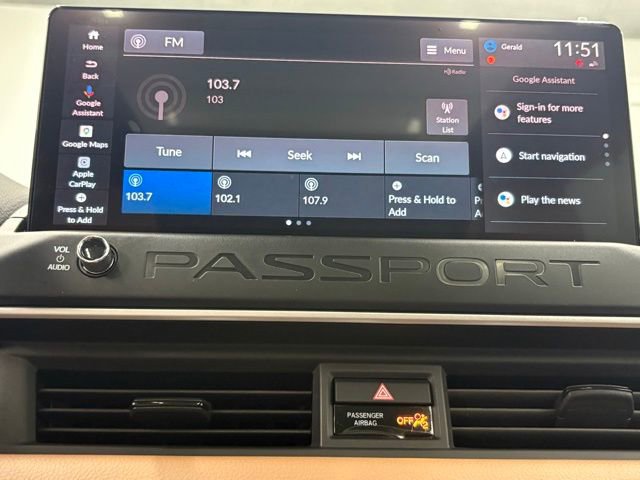 FM
Menu
Gerald
11:51
Home
Back
Google
Assistant
Google Maps
Apple
CarPlay
Press & Hold
to Add
Radio
103.7
103
Station
List
Tune
Seek
Scan
103.7
102.1
107.9
Press & Hold to
Add
Google Assistant
Sign-in for more
features
Start navigation
Play the news
VOL
AUDIO
PASSPORT
PASSENGER
AIRBAG
OFF